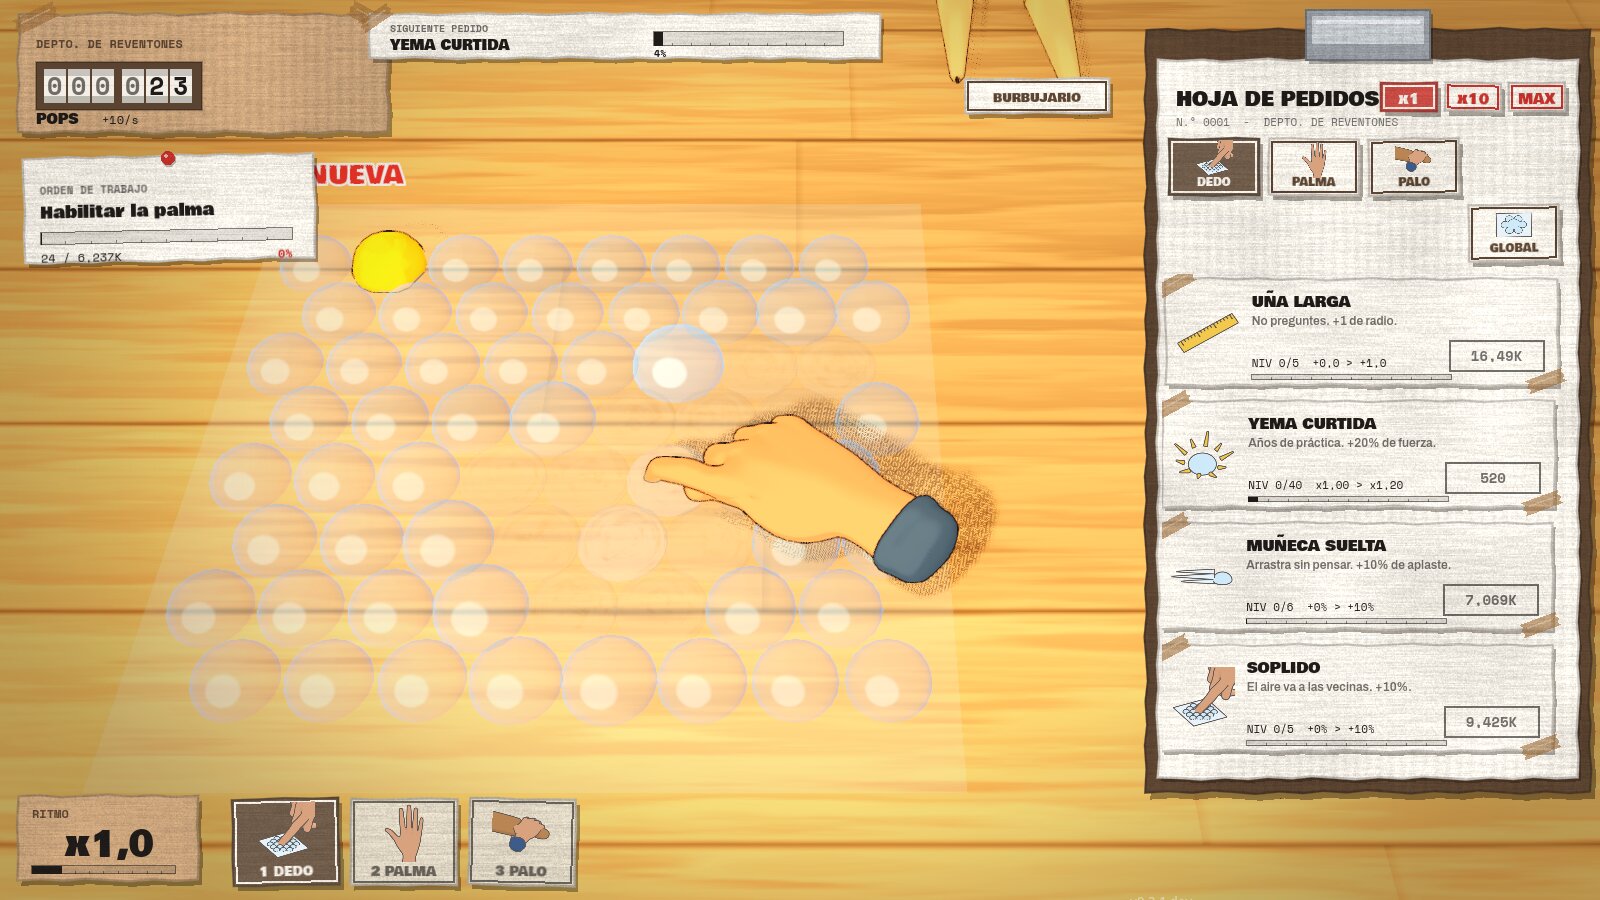 DEPTO. DE REVENTONES
000 023
POPS +10/s
SIGUIENTE PEDIDO
YEMA CURTIDA
4%
BURBUJARIO
NUEVA
ORDEN DE TRABAJO
Habilitar la palma
24 / 6,237K
0%
HOJA DE PEDIDOS
x1
x10
MAX
N.° 0001 - DEPTO. DE REVENTONES
DEDO
PALMA
PALO
GLOBAL
UÑA LARGA
No preguntes. +1 de radio.
NIV 0/5 +0,0 > +1,0
16,49K
YEMA CURTIDA
Años de práctica. +20% de fuerza.
NIV 0/40 x1,00 > x1,20
520
MUÑECA SUELTA
Arrastra sin pensar. +10% de aplaste.
NIV 0/6 +0% > +10%
7,069K
SOPLIDO
El aire va a las vecinas. +10%.
NIV 0/5 +0% > +10%
9,425K
RITMO
x1,0
1 DEDO
2 PALMA
3 PALO